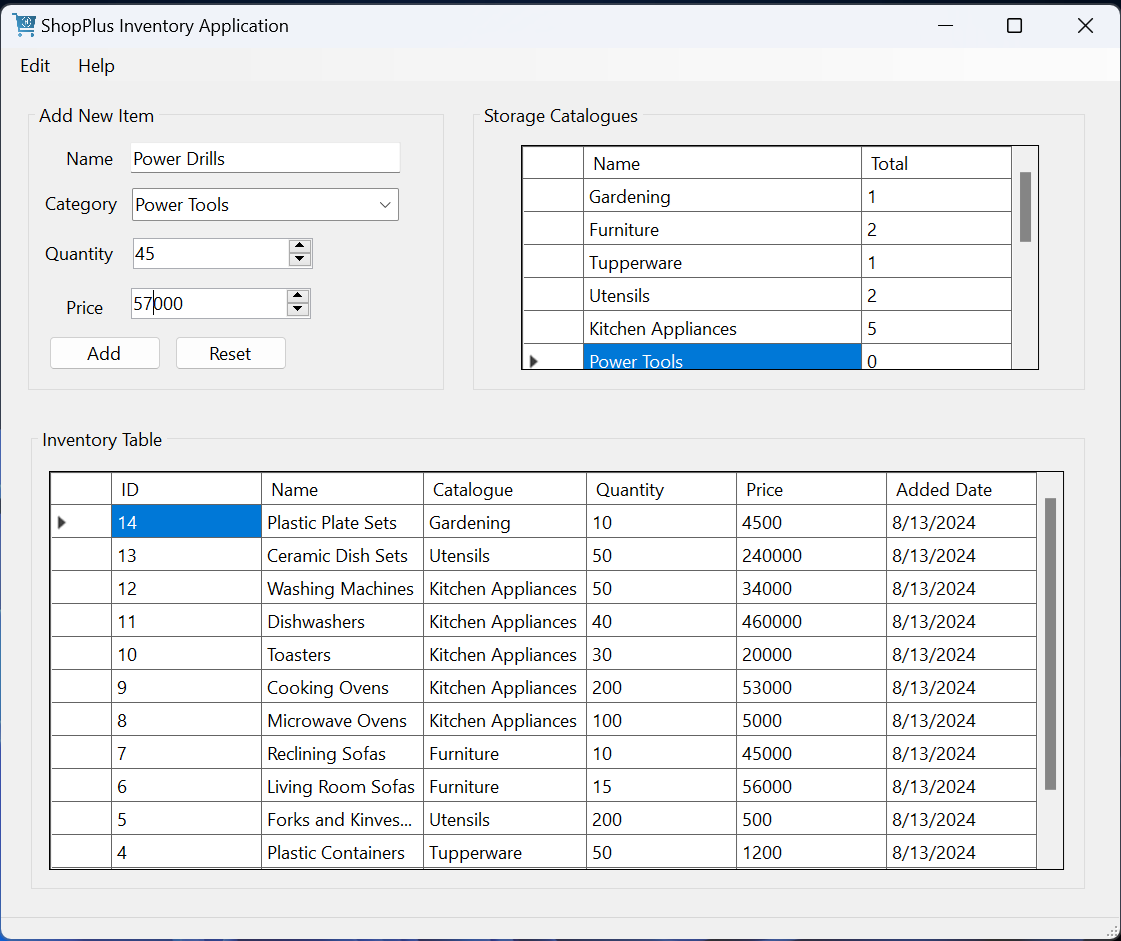 ShopPlus Inventory Application
Edit Help
Add New Item
Name Power Drills
Category Power Tools
Quantity 45
Price 57000
Add Reset
Storage Catalogues
Name Total
Gardening 1
Furniture 2
Tupperware 1
Utensils 2
Kitchen Appliances 5
Power Tools 0
Inventory Table
ID Name Catalogue Quantity Price Added Date
14 Plastic Plate Sets Gardening 10 4500 8/13/2024
13 Ceramic Dish Sets Utensils 50 240000 8/13/2024
12 Washing Machines Kitchen Appliances 50 34000 8/13/2024
11 Dishwashers Kitchen Appliances 40 460000 8/13/2024
10 Toasters Kitchen Appliances 30 20000 8/13/2024
9 Cooking Ovens Kitchen Appliances 200 53000 8/13/2024
8 Microwave Ovens Kitchen Appliances 100 5000 8/13/2024
7 Reclining Sofas Furniture 10 45000 8/13/2024
6 Living Room Sofas Furniture 15 56000 8/13/2024
5 Forks and Kinves... Utensils 200 500 8/13/2024
4 Plastic Containers Tupperware 50 1200 8/13/2024